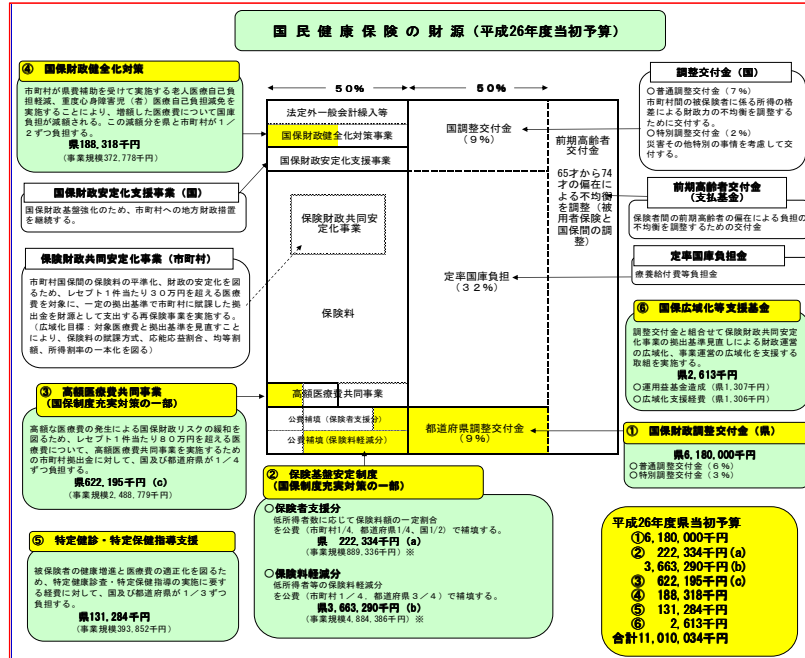 国民健康保険の財源（平成26年度当初予算）
④ 国保財政健全化対策
市町村が県費補助を受けて実施する老人医療自己負
担軽減、重度心身障害児（者）医療自己負担減免を
実施することにより、増額した医療費について国庫
負担が減額される。この減額分を県と市町村が１／
２ずつ負担する。
県188,318千円
（事業規模372,778千円）
国保財政安定化支援事業（国）
国保財政基盤強化のため、市町村への地方財政措置
を継続する。
保険財政共同安定化事業（市町村）
市町村国保間の保険料の平準化、財政の安定化を図
るため、レセプト１件当たり３０万円を超える医療
費を対象に、一定の拠出基準で市町村に賦課した拠
出金を財源として支出する再保険事業を実施する。
（広域化目標：対象医療費と拠出基準を見直すこと
により、保険料の賦課方式、応能応益割合、均等割
額、所得割率の一本化を図る）
③ 高額医療費共同事業
（国保制度充実対策の一部）
高額な医療費の発生による国保財政リスクの緩和を
図るため、レセプト１件当たり８０万円を超える医
療費について、高額医療費共同事業を実施するため
の市町村拠出金に対し、国及び都道府県が１／４
ずつ負担する。
県622,195千円 (c)
（事業規模2,488,779千円）
⑤ 特定健診・特定保健指導支援
被保険者の健康増進と医療費の適正化を図るた
め、特定健康診査・特定保健指導の実施に要す
る経費に対して、国及び都道府県が１／３ずつ
負担する。
県131,284千円
（事業規模393,852千円）
50%
50%
法定外一般会計繰入等
国保財政健全化対策事業
国保財政安定化支援事業
保険財政共同安
定化事業
保険料
高額医療費共同事業
公費補填（保険者支援分）
公費補填（保険料軽減分）
国調整交付金
（９%）
定率国庫負担
（３２%）
都道府県調整交付金
（９%）
前期高齢者
交付金
65才から74
才の偏在に
よる不均衡
を調整（被
用者保険と
国保間の調
整）
② 保険基盤安定制度
（国保制度充実対策の一部）
○保険者支援分
低所得者数に応じて保険料額の一定割合
を公費（市町村1/4、都道府県1/4、国1/2）で補填する。
県 222,334千円 (a)
（事業規模889,336千円）※
○保険料軽減分
低所得者等の保険料軽減分
を公費（市町村１／４，都道府県３／４）で補填する。
県3,663,290千円 (b)
（事業規模4,884,386千円）※
調整交付金（国）
○普通調整交付金（７％）
市町村間の被保険者に係る所得の格
差による財政力の不均衡を調整する
ために交付する。
○特別調整交付金（２％）
災害その他特別の事情を考慮して交
付する。
前期高齢者交付金
（支払基金）
保険者間の前期高齢者の偏在による負担の
不均衡を調整するための交付金
定率国庫負担金
療養給付費等負担金
⑥ 国保広域化等支援基金
調整交付金と組合せて保険財政共同安定
化事業の拠出基準見直しによる財政運営
の広域化、事業運営の広域化を支援する
取組を実施する。
県2,613千円
○運用益基金造成（県1,307千円）
○広域化支援経費（県1,306千円）
① 国保財政調整交付金（県）
県6,180,000千円
○普通調整交付金（６％）
○特別調整交付金（３％）
平成26年度県当初予算
①6,180,000千円
② 222,334千円(a)
3,663,290千円(b)
③ 622,195千円(c)
④ 188,318千円
⑤ 131,284千円
⑥ 2,613千円
合計11,010,034千円